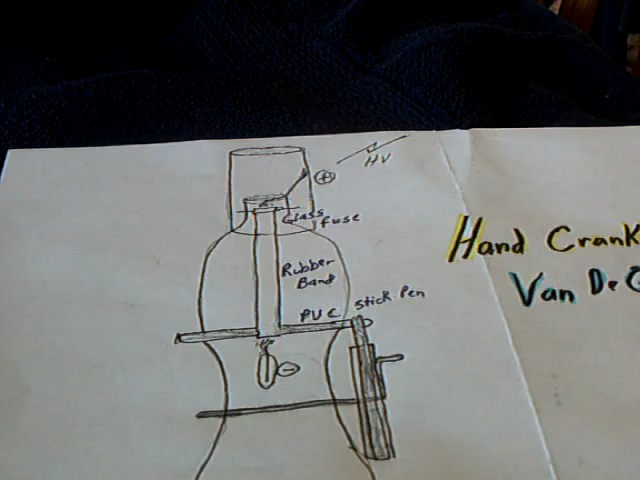 HV
+
Glass
fuse
Rubber
Band
PVC
Stick Pen
-
Hand Crank
Van De